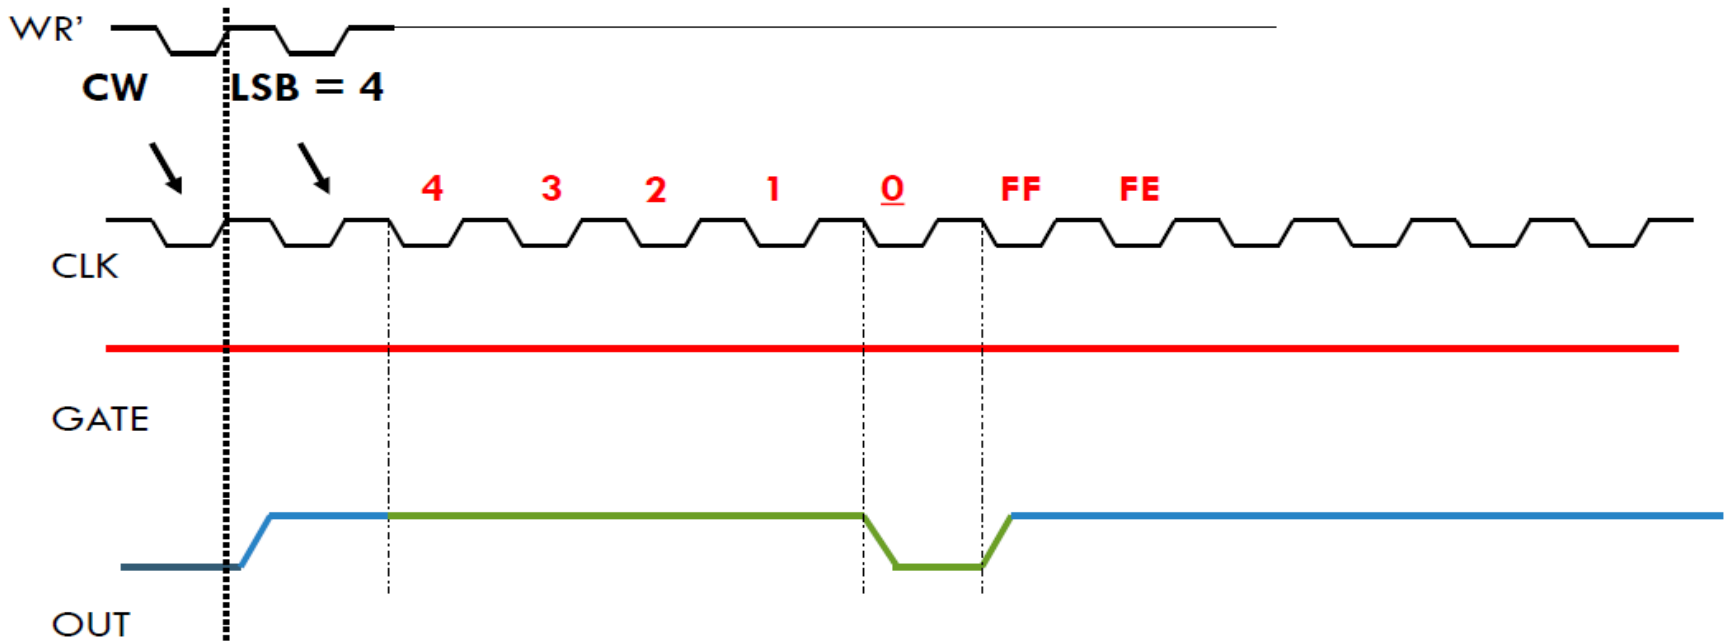 WR'
CW LSB = 4
4 3 2 1 0 FF FE
CLK
GATE
OUT